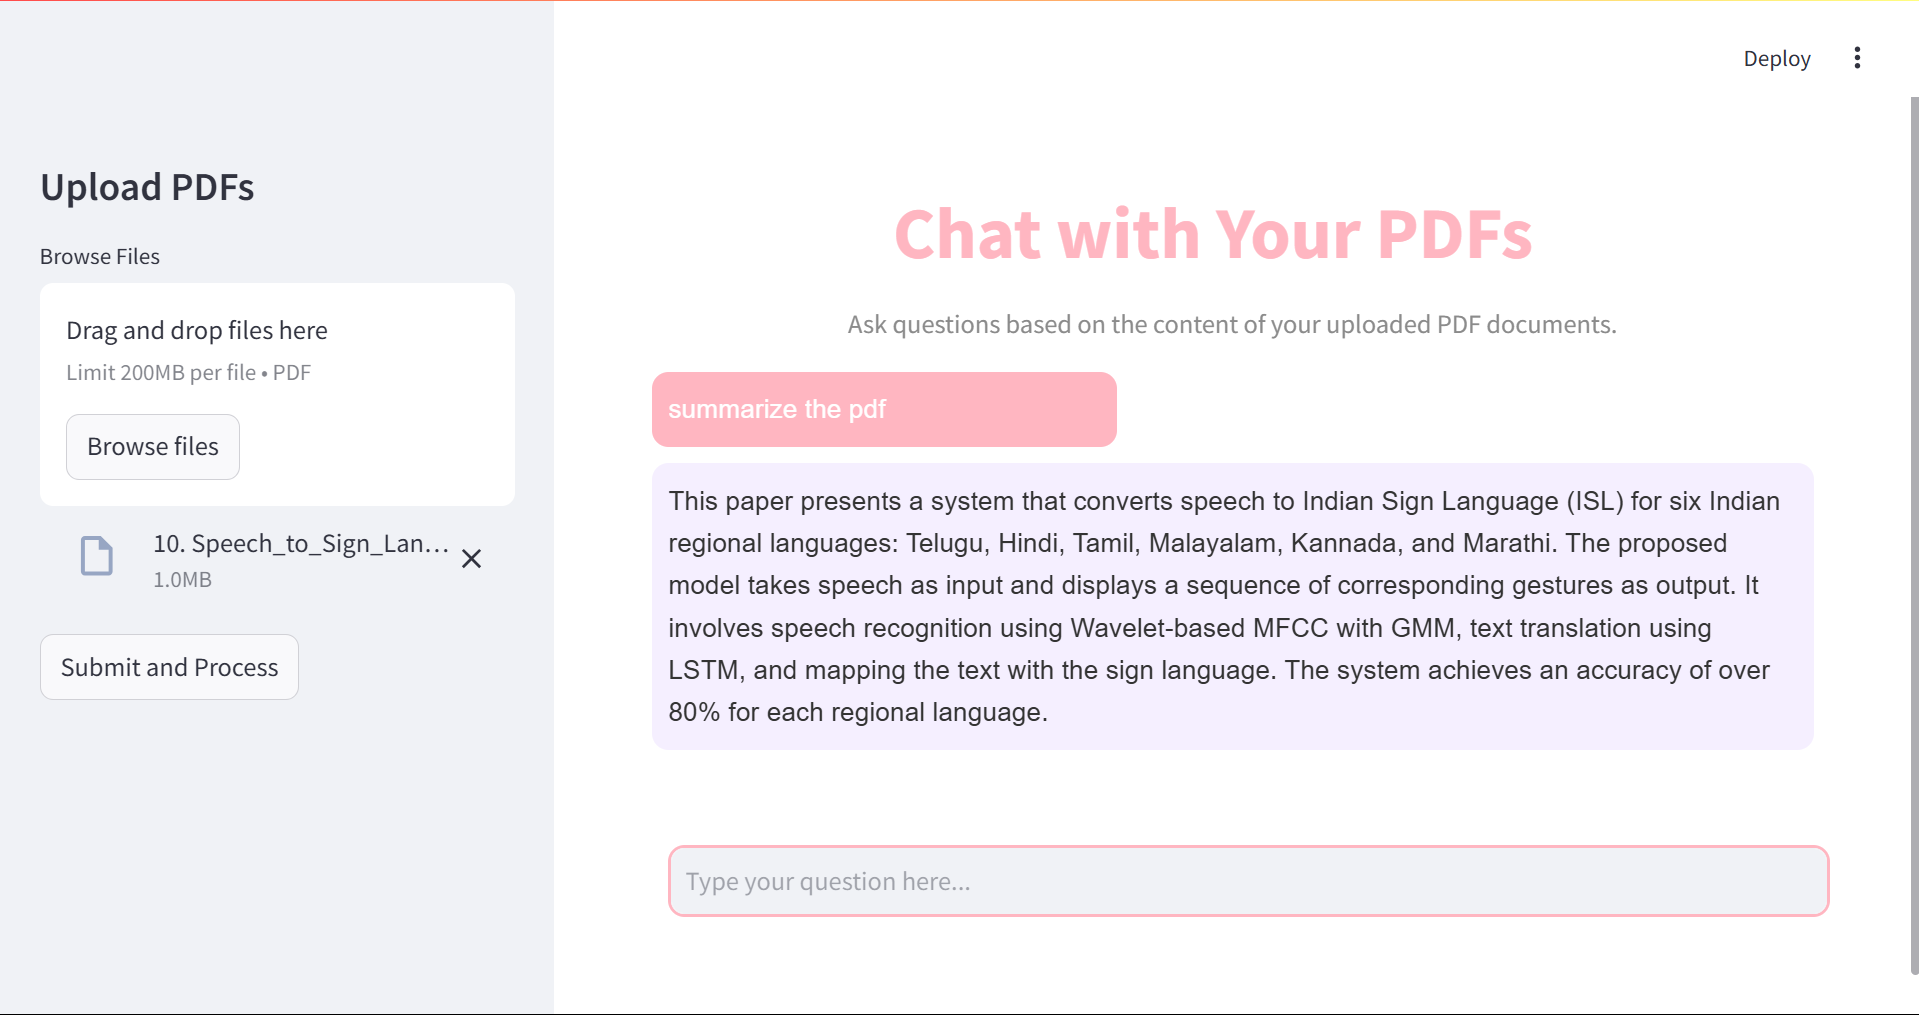 Deploy
Upload PDFs
Browse Files
Drag and drop files here
Limit 200MB per file • PDF
Browse files
10. Speech_to_Sign_Lan...
1.0MB
Submit and Process
Chat with Your PDFs
Ask questions based on the content of your uploaded PDF documents.
summarize the pdf
This paper presents a system that converts speech to Indian Sign Language (ISL) for six Indian
regional languages: Telugu, Hindi, Tamil, Malayalam, Kannada, and Marathi. The proposed
model takes speech as input and displays a sequence of corresponding gestures as output. It
involves speech recognition using Wavelet-based MFCC with GMM, text translation using
LSTM, and mapping the text with the sign language. The system achieves an accuracy of over
80% for each regional language.
Type your question here...